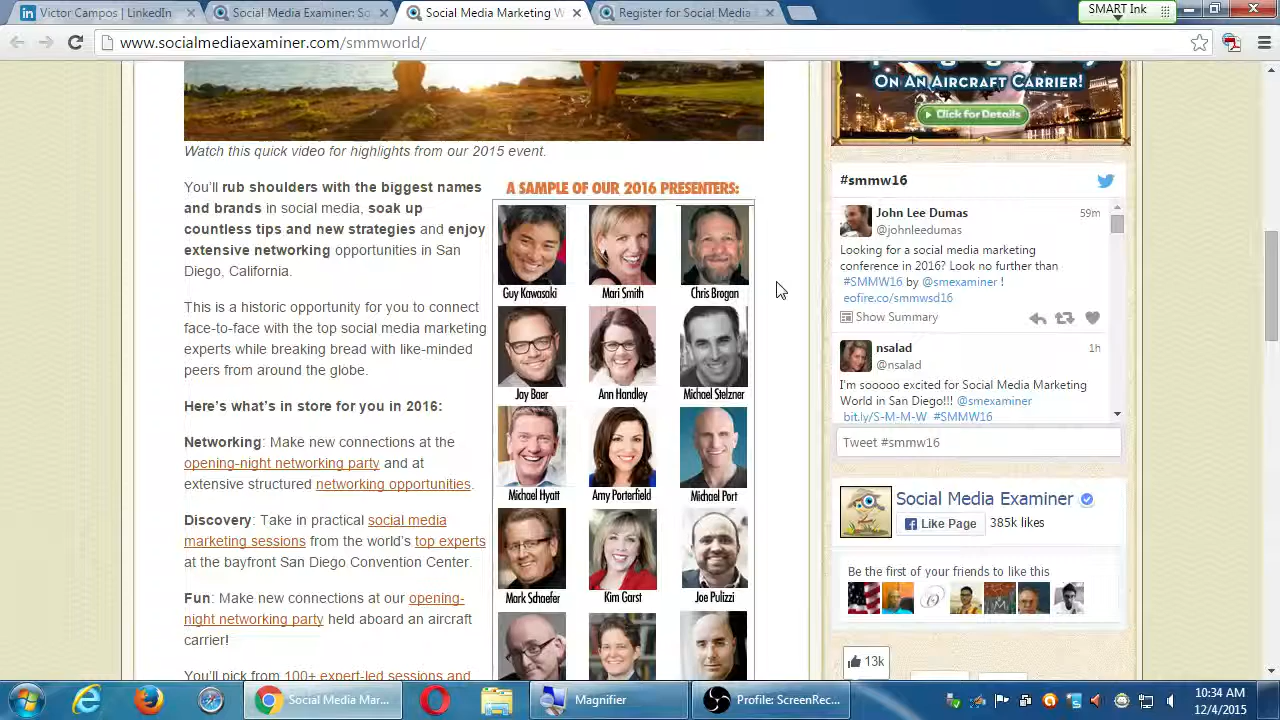 Victor Campos | LinkedIn
Social Media Examiner: So
Social Media Marketing W
Register for Social Media
SMART Ink
www.socialmediaexaminer.com/smmworld/
ON AN AIRCRAFT CARRIER!
Click for Details
Watch this quick video for highlights from our 2015 event.
You'll rub shoulders with the biggest names
and brands in social media, soak up
countless tips and new strategies and enjoy
extensive networking opportunities in San
Diego, California.
This is a historic opportunity for you to connect
face-to-face with the top social media marketing
experts while breaking bread with like-minded
peers from around the globe.
Here's what's in store for you in 2016:
Networking: Make new connections at the
opening-night networking party and at
extensive structured networking opportunities.
Discovery: Take in practical social media
marketing sessions from the world's top experts
at the bayfront San Diego Convention Center.
Fun: Make new connections at our opening-
night networking party held aboard an aircraft
carrier!
You'll pick from 100+ expert-led sessions and
A SAMPLE OF OUR 2016 PRESENTERS:
Guy Kawasaki
Mari Smith
Chris Brogan
Jay Baer
Ann Handley
Michael Stelzner
Michael Hyatt
Amy Porterfield
Michael Port
Mark Schaefer
Kim Garst
Joe Pulizzi
#smmw16
John Lee Dumas
59m
@johnleedumas
Looking for a social media marketing
conference in 2016? Look no further than
#SMMW16 by @smexaminer !
eofire.co/smmwsd16
Show Summary
nsalad
1h
@nsalad
I'm sooooo excited for Social Media Marketing
World in San Diego!!! @smexaminer
bit.ly/S-M-M-W #SMMW16
Tweet #smmw16
Social Media Examiner
Like Page
385k likes
Be the first of your friends to like this
13k
Social Media Mar...
Magnifier
Profile: ScreenRec...
10:34 AM
12/4/2015